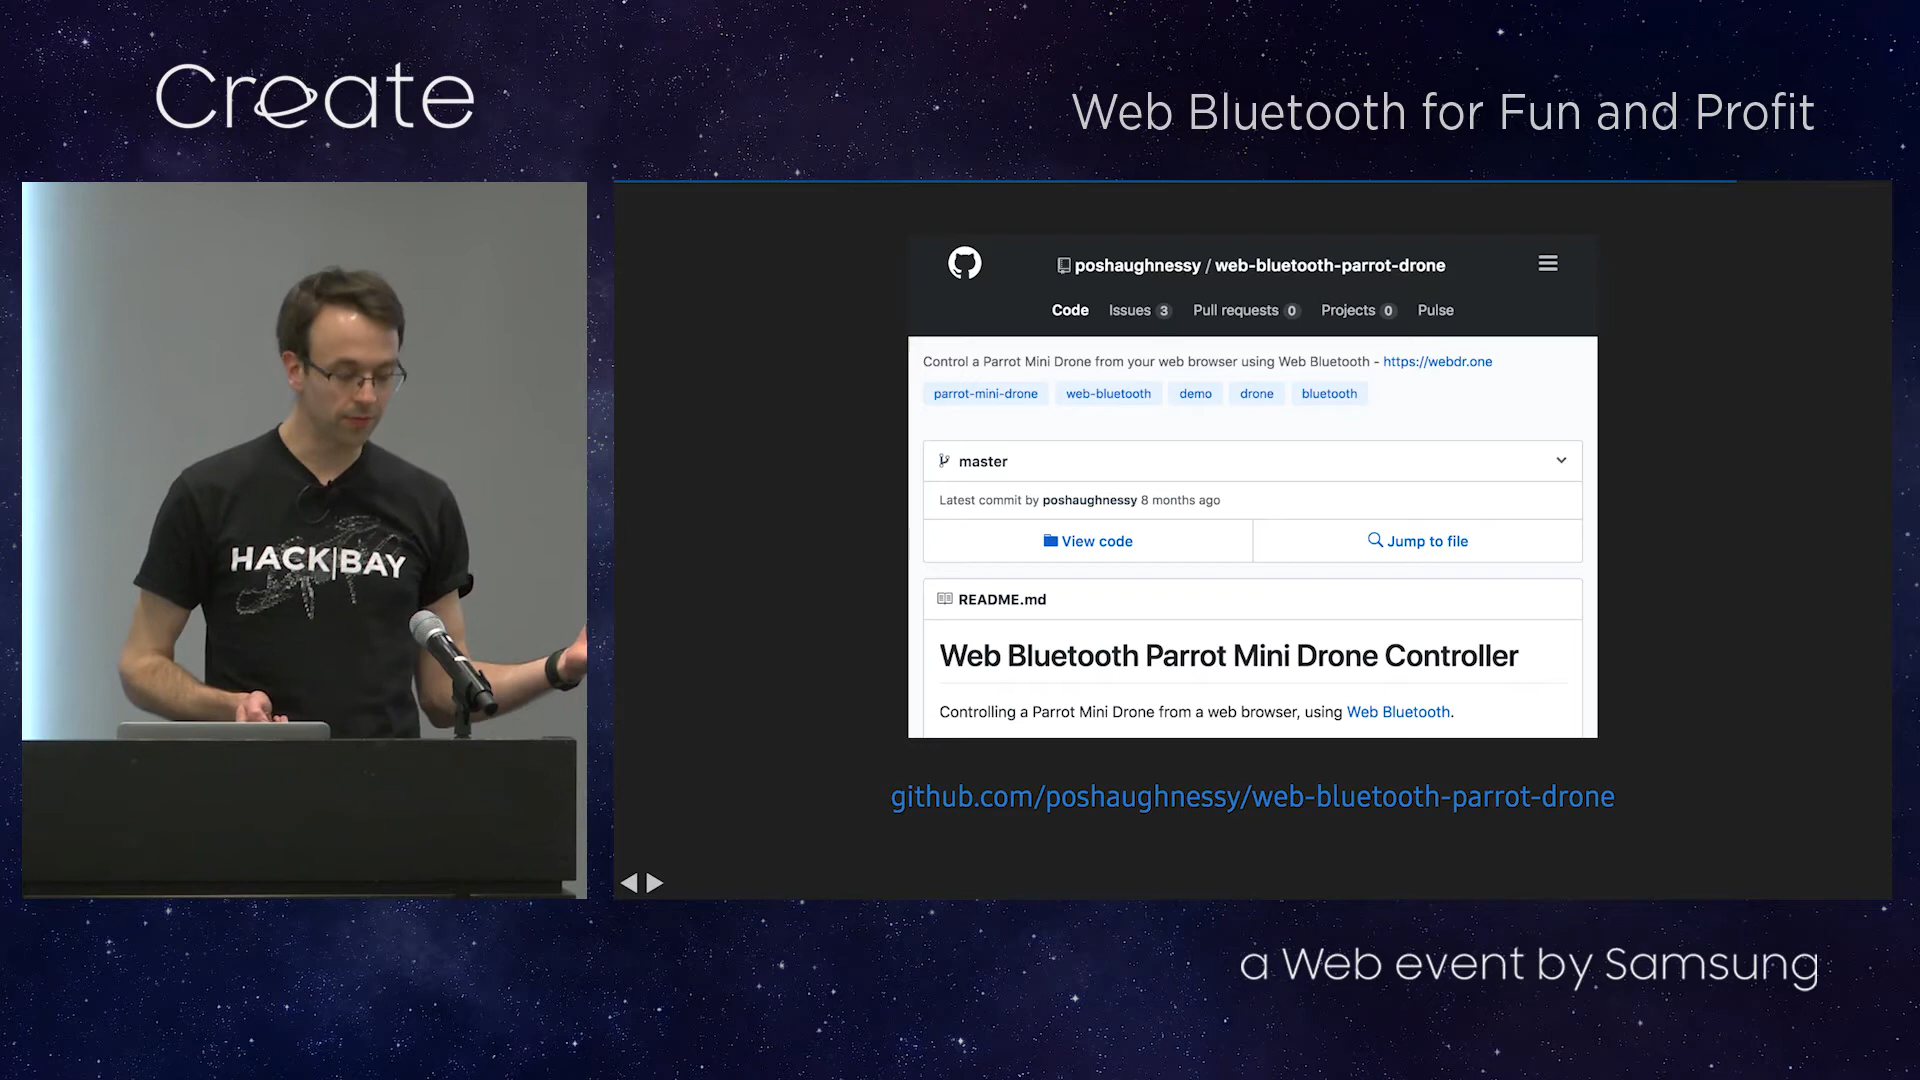 Create
Web Bluetooth for Fun and Profit
HACK|BAY
poshaughnessy / web-bluetooth-parrot-drone
Code Issues 3 Pull requests 0 Projects 0 Pulse
Control a Parrot Mini Drone from your web browser using Web Bluetooth - https://webdr.one
parrot-mini-drone web-bluetooth demo drone bluetooth
master
Latest commit by poshaughnessy 8 months ago
View code Jump to file
README.md
Web Bluetooth Parrot Mini Drone Controller
Controlling a Parrot Mini Drone from a web browser, using Web Bluetooth.
github.com/poshaughnessy/web-bluetooth-parrot-drone
a Web event by Samsung